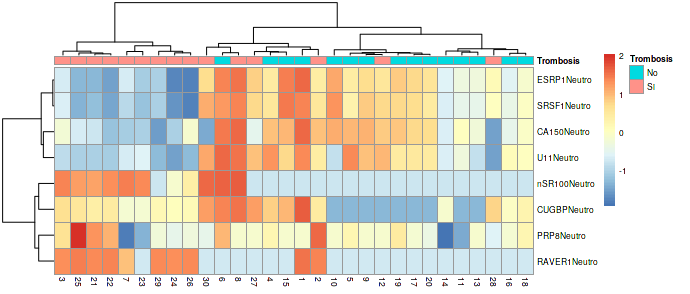 Trombosis
ESRP1Neutro
SRSF1Neutro
CA150Neutro
U11Neutro
nSR100Neutro
CUGBPNeutro
PRP8Neutro
RAVER1Neutro
3 25 21 22 7 23 29 24 26 30 6 8 27 4 15 1 2 10 5 9 12 19 17 20 14 11 13 28 16 18
2
1
0
-1
Trombosis
No
SI